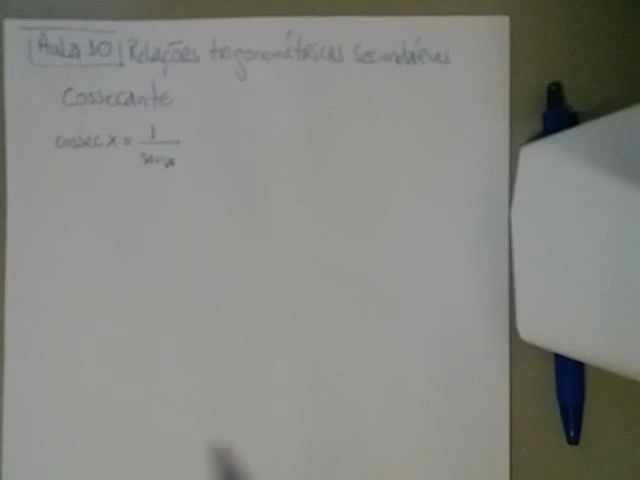 Aula 10 Relações trigonométricas secundárias
Cossecante
cossec x = 1/sen x